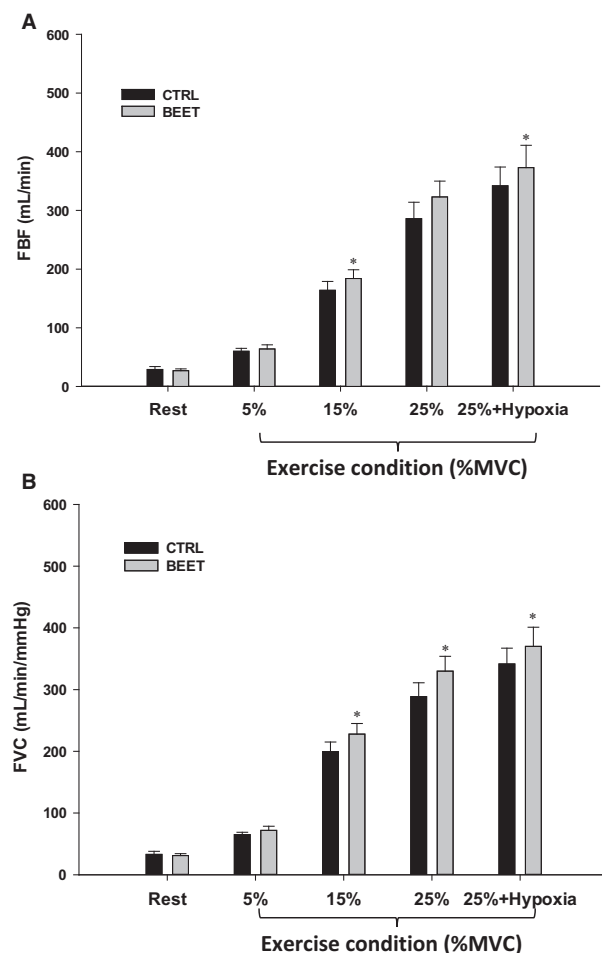 A
600
500
400
300
200
100
0
FBF (mL/min)
CTRL
BEET
*
*
Rest 5% 15% 25% 25%+Hypoxia
Exercise condition (%MVC)
B
600
500
400
300
200
100
0
FVC (mL/min/mmHg)
CTRL
BEET
*
*
*
Rest 5% 15% 25% 25%+Hypoxia
Exercise condition (%MVC)